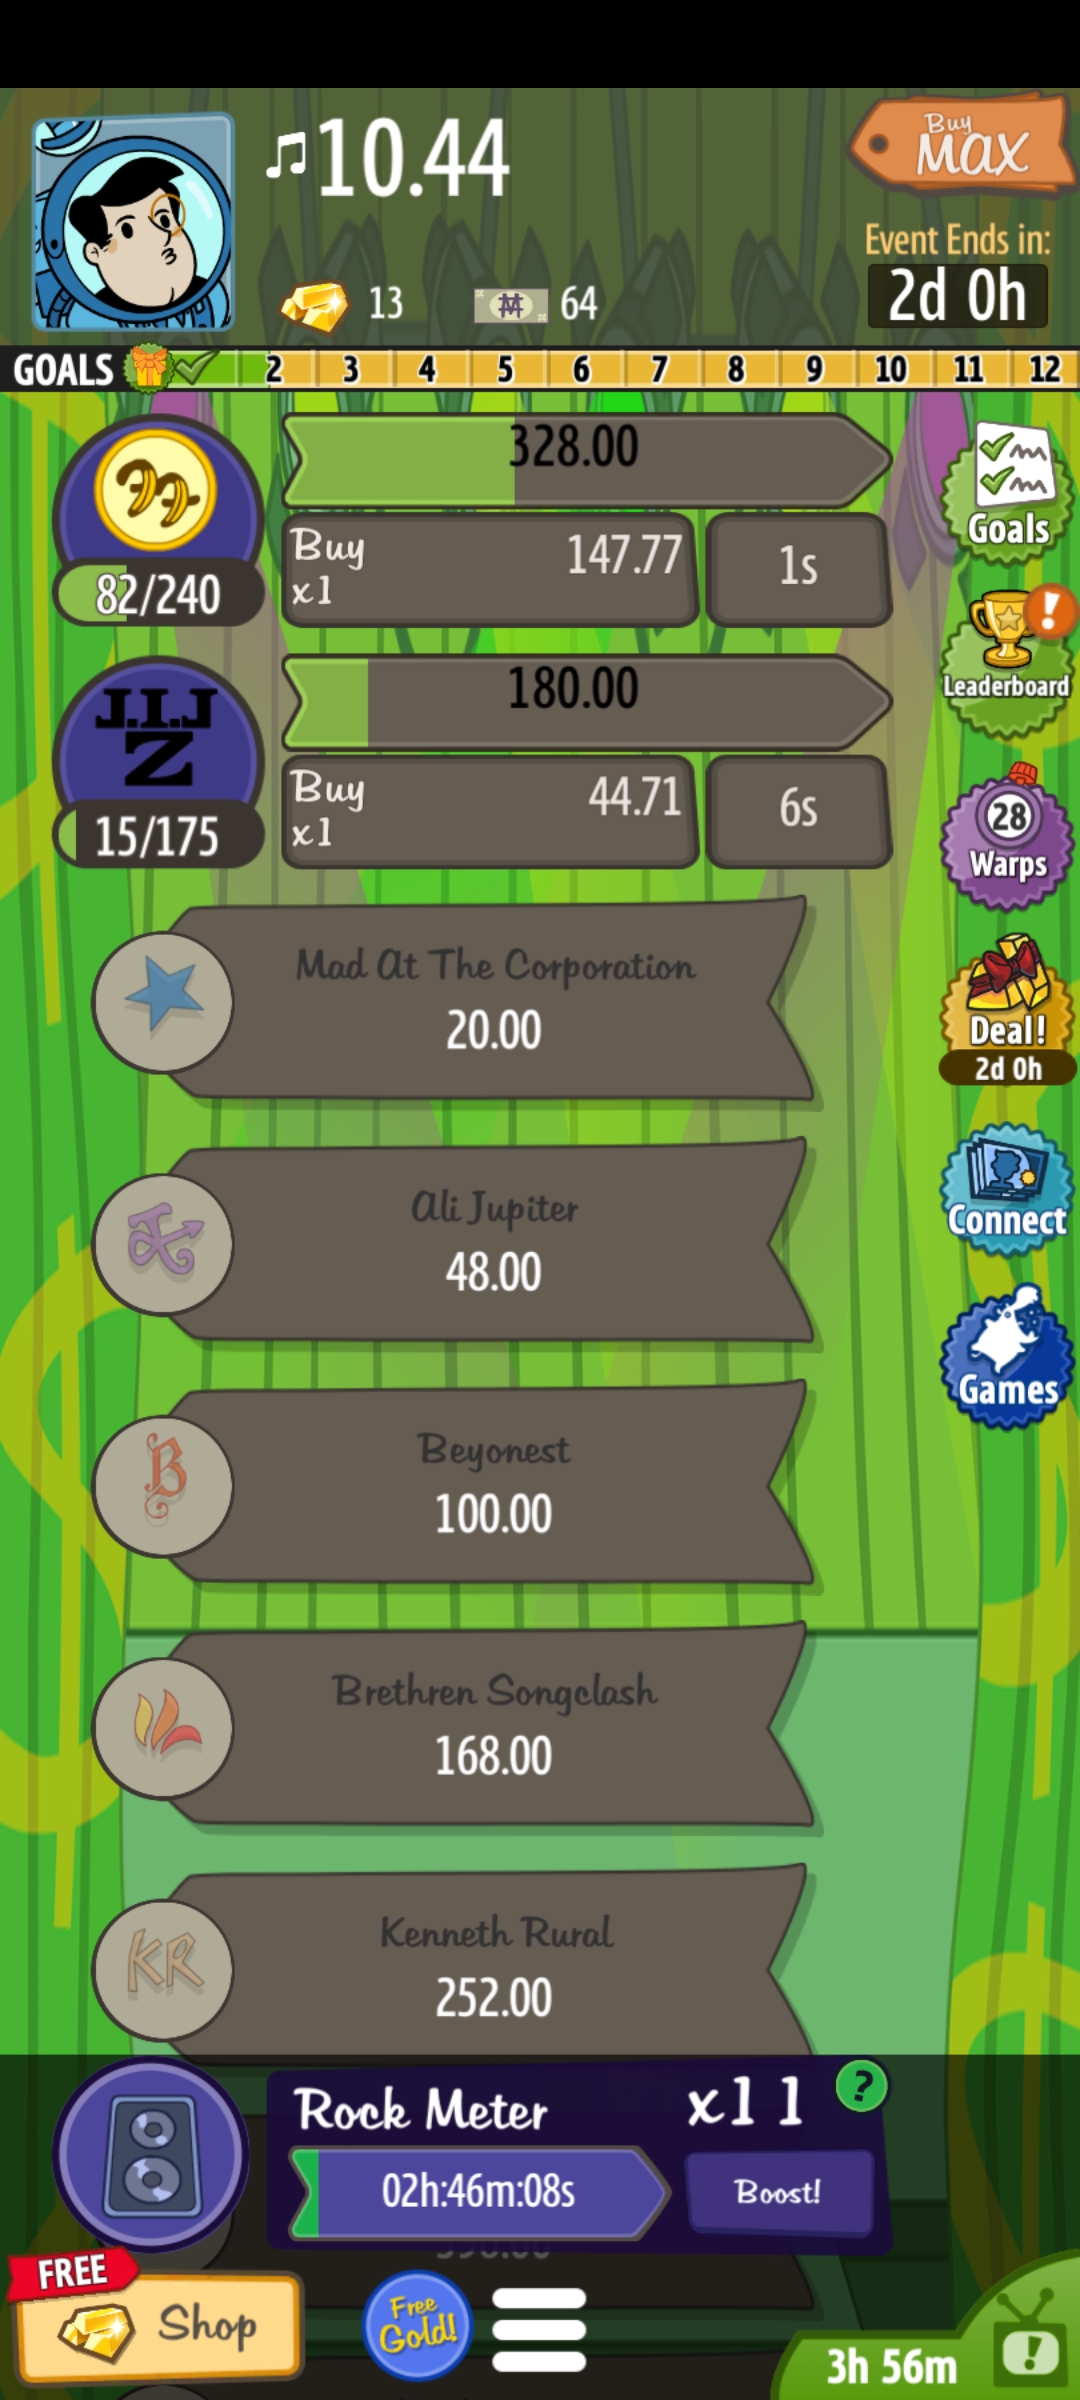 ♫10.44
Buy
MAX
13
64
Event Ends in:
2d 0h
GOALS 2 3 4 5 6 7 8 9 10 11 12
328.00
Buy
x1
147.77
1s
82/240
Goals
Leaderboard
!
J.I.J
Z
180.00
Buy
x1
44.71
6s
15/175
28
Warps
Mad At The Corporation
20.00
Deal!
2d 0h
Ali Jupiter
48.00
Connect
Beyonest
100.00
B
Games
Brethren Songclash
168.00
Kenneth Rural
252.00
KR
Rock Meter
x11
?
02h:46m:08s
Boost!
FREE
Shop
Free
Gold!
3h 56m
!